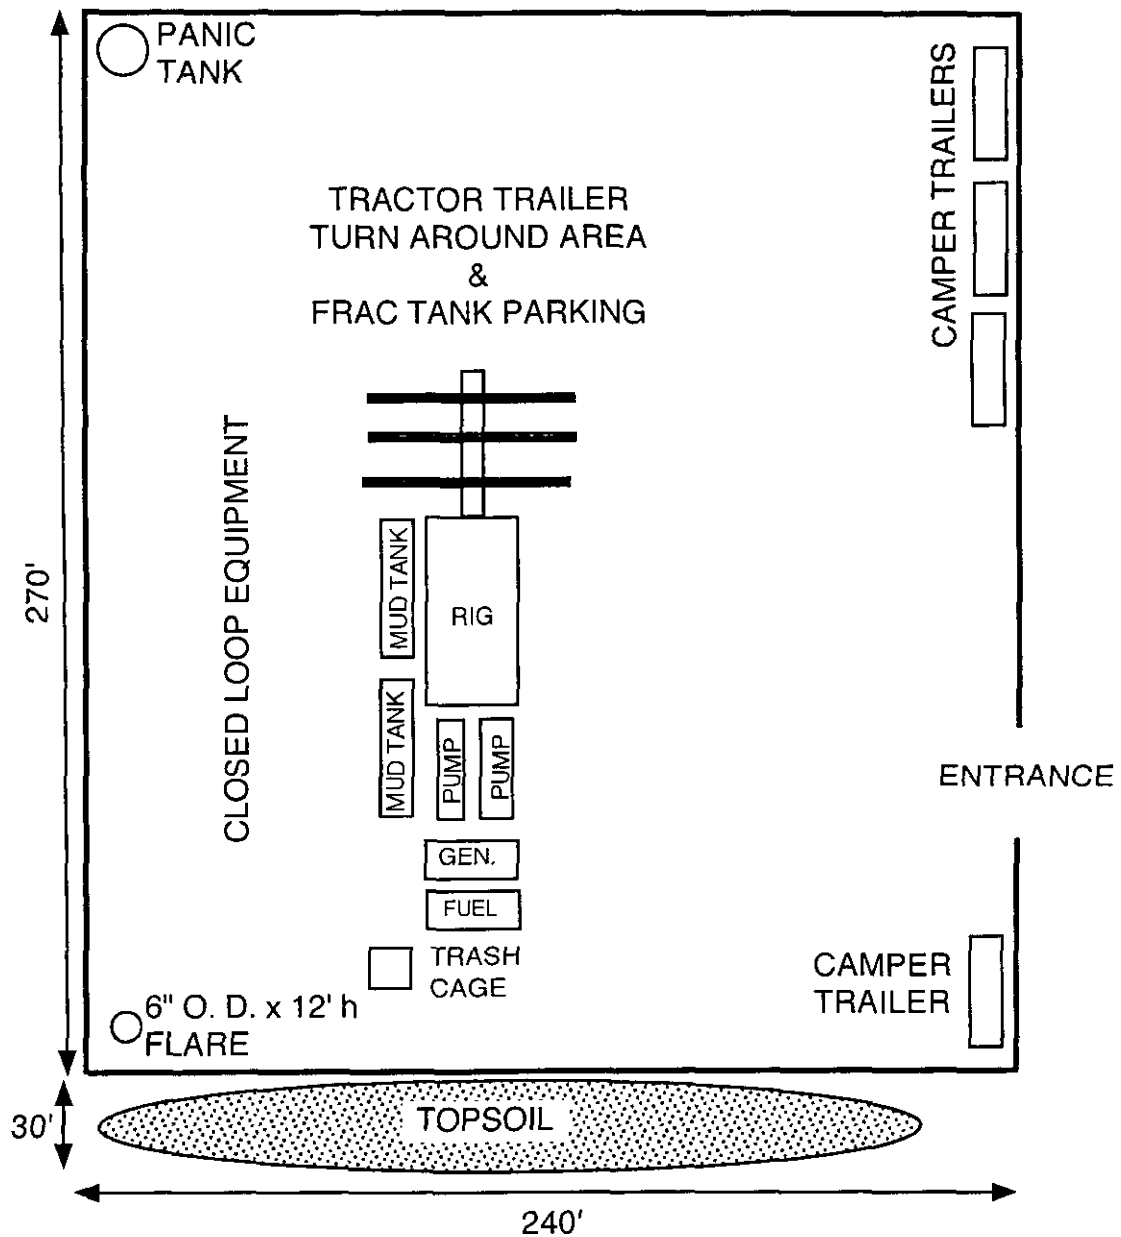 PANIC
TANK
CAMPER TRAILERS
TRACTOR TRAILER
TURN AROUND AREA
&
FRAC TANK PARKING
270'
CLOSED LOOP EQUIPMENT
MUD TANK
RIG
MUD TANK
PUMP
PUMP
ENTRANCE
GEN.
FUEL
TRASH
CAGE
CAMPER
TRAILER
6" O. D. x 12' h
FLARE
30'
TOPSOIL
240'